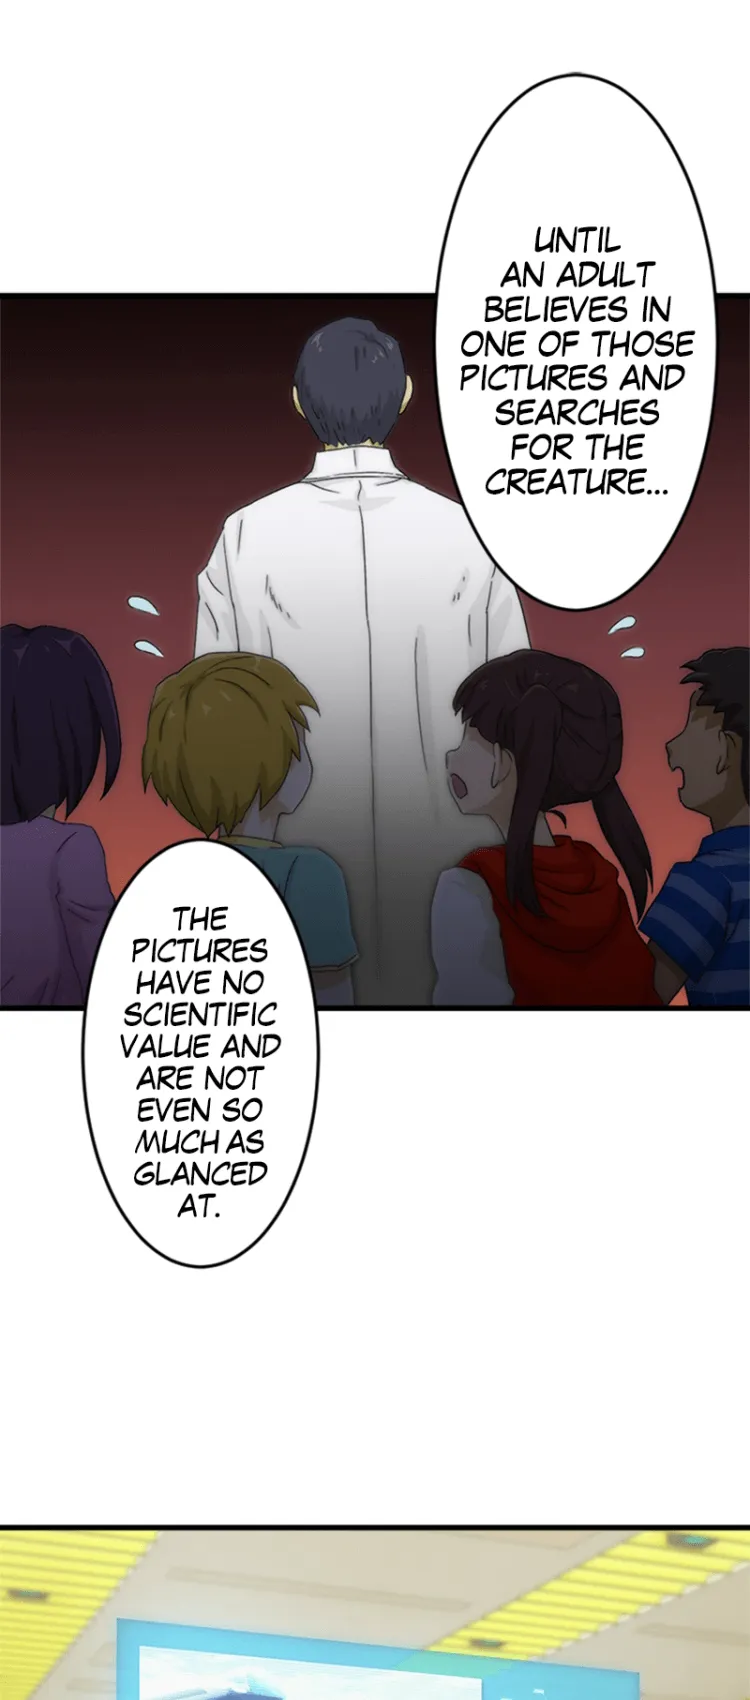 UNTIL
AN ADULT
BELIEVES IN
ONE OF THOSE
PICTURES AND
SEARCHES
FOR THE
CREATURE...
THE
PICTURES
HAVE NO
SCIENTIFIC
VALUE AND
ARE NOT
EVEN SO
MUCH AS
GLANCED
AT.